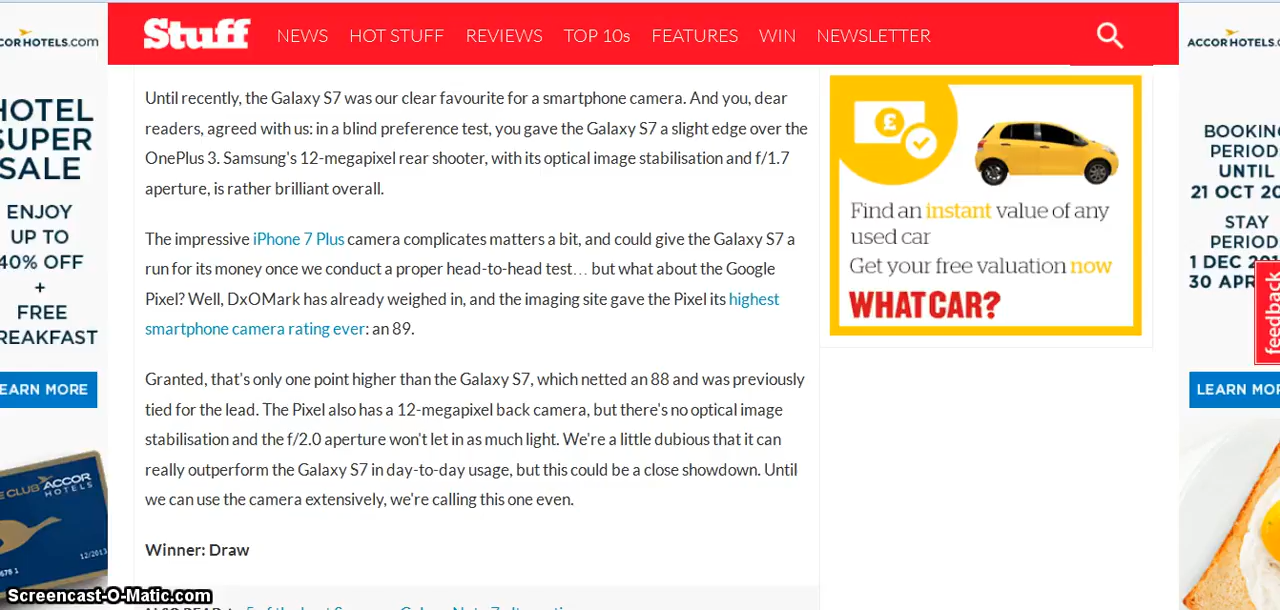 Stuff
NEWS HOT STUFF REVIEWS TOP 10s FEATURES WIN NEWSLETTER
Until recently, the Galaxy S7 was our clear favourite for a smartphone camera. And you, dear
readers, agreed with us: in a blind preference test, you gave the Galaxy S7 a slight edge over the
OnePlus 3. Samsung's 12-megapixel rear shooter, with its optical image stabilisation and f/1.7
aperture, is rather brilliant overall.
The impressive iPhone 7 Plus camera complicates matters a bit, and could give the Galaxy S7 a
run for its money once we conduct a proper head-to-head test… but what about the Google
Pixel? Well, DxOMark has already weighed in, and the imaging site gave the Pixel its highest
smartphone camera rating ever: an 89.
Granted, that's only one point higher than the Galaxy S7, which netted an 88 and was previously
tied for the lead. The Pixel also has a 12-megapixel back camera, but there's no optical image
stabilisation and the f/2.0 aperture won't let in as much light. We're a little dubious that it can
really outperform the Galaxy S7 in day-to-day usage, but this could be a close showdown. Until
we can use the camera extensively, we're calling this one even.
Winner: Draw
COR HOTELS.com
HOTEL
SUPER
SALE
ENJOY
UP TO
40% OFF
+
FREE
REAKFAST
EARN MORE
E CLUB ACCOR
HOTELS
12/2013
£
Find an instant value of any
used car
Get your free valuation now
WHAT CAR?
ACCOR HOTELS.
BOOKIN
PERIOD
UNTIL
21 OCT 20
STAY
PERIOD
1 DEC 201
30 APR
feedback
LEARN MOR
Screencast-O-Matic.com